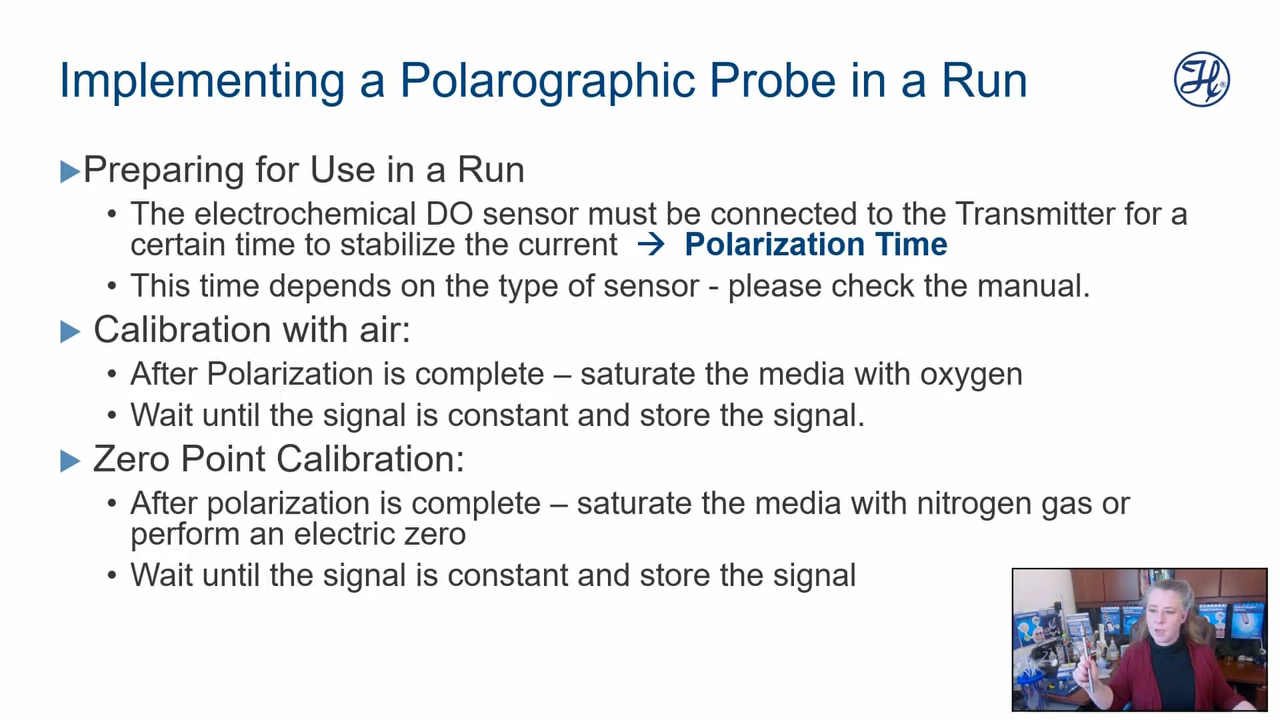 Implementing a Polarographic Probe in a Run
H
Preparing for Use in a Run
• The electrochemical DO sensor must be connected to the Transmitter for a
certain time to stabilize the current → Polarization Time
• This time depends on the type of sensor - please check the manual.
Calibration with air:
• After Polarization is complete – saturate the media with oxygen
• Wait until the signal is constant and store the signal.
Zero Point Calibration:
• After polarization is complete – saturate the media with nitrogen gas or
perform an electric zero
• Wait until the signal is constant and store the signal